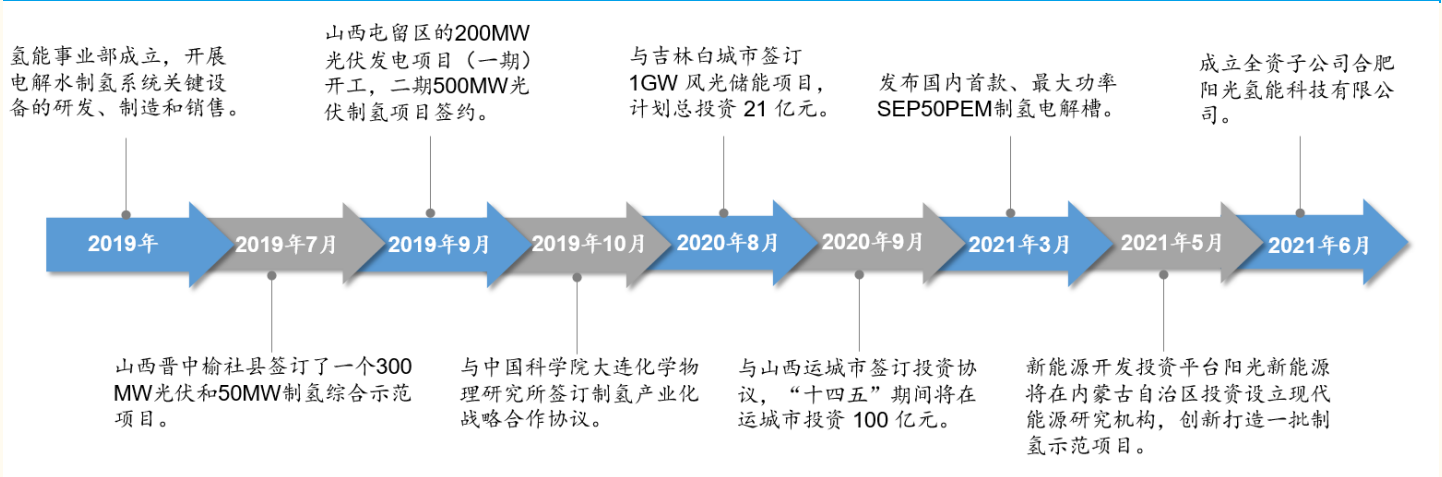 氢能事业部成立，开展
电解水制氢系统关键设
备的研发、制造和销售。
山西屯留区的200MW
光伏发电项目（一期）
开工，二期500MW光
伏制氢项目签约。
与吉林白城市签订
1GW 风光储能项目，
计划总投资 21 亿元。
发布国内首款、最大功率
SEP50PEM制氢电解槽。
成立全资子公司合肥
阳光氢能科技有限公
司。
2019年
2019年7月
2019年9月
2019年10月
2020年8月
2020年9月
2021年3月
2021年5月
2021年6月
山西晋中榆社县签订了一个300
MW光伏和50MW制氢综合示范
项目。
与中国科学院大连化学物
理研究所签订制氢产业化
战略合作协议。
与山西运城市签订投资协
议，“十四五”期间将在
运城市投资 100 亿元。
新能源开发投资平台阳光新能源
将在内蒙古自治区投资设立现代
能源研究机构，创新打造一批制
氢示范项目。